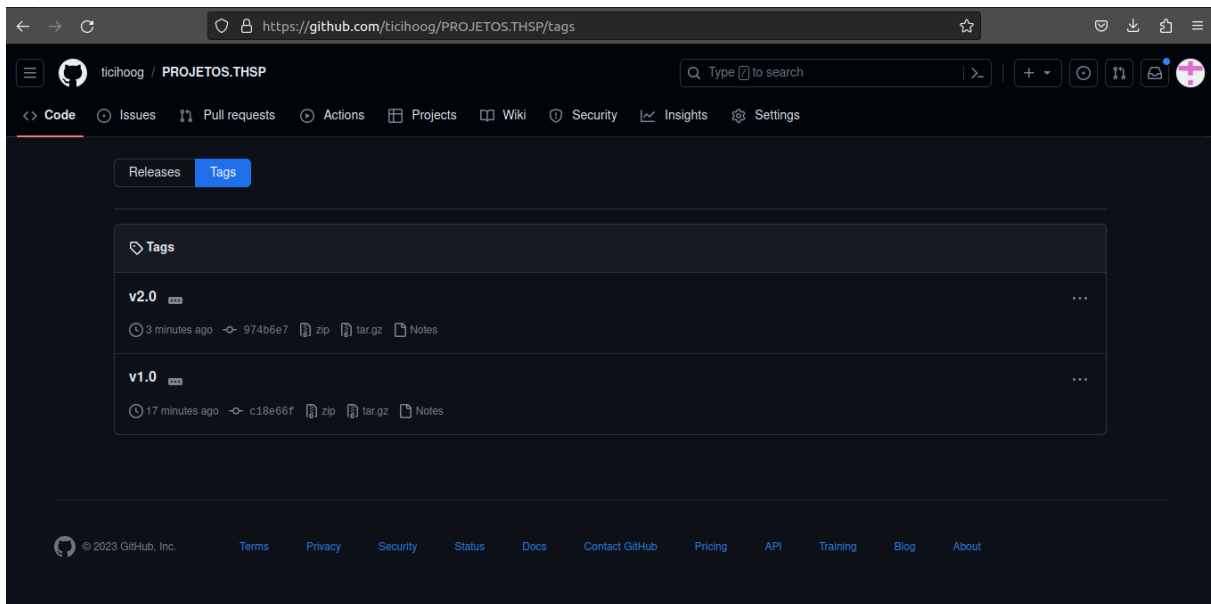 https://github.com/ticihoog/PROJETOS.THSP/tags
ticihoog / PROJETOS.THSP
Type / to search
Code Issues Pull requests Actions Projects Wiki Security Insights Settings
Releases Tags
Tags
v2.0
3 minutes ago 974b6e7 zip tar.gz Notes
v1.0
17 minutes ago c18e66f zip tar.gz Notes
© 2023 GitHub, Inc. Terms Privacy Security Status Docs Contact GitHub Pricing API Training Blog About